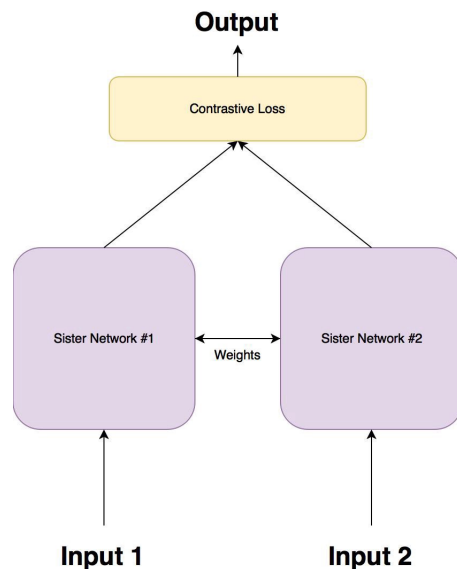 Output
Contrastive Loss
Sister Network #1
Sister Network #2
Weights
Input 1
Input 2